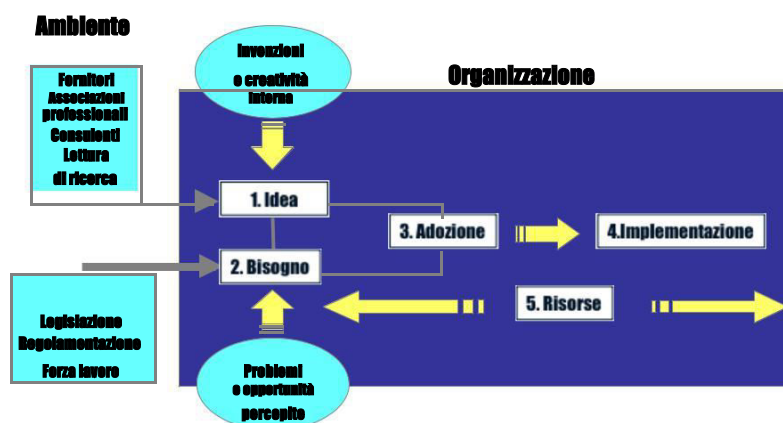 Ambiente
Invenzioni
e creatività
interna
Organizzazione
Fornitori
Associazioni
professionali
Consulenti
Lettura
di ricerca
1. Idea
3. Adozione
4.Implementazione
2. Bisogno
5. Risorse
Legislazione
Regolamentazione
Forza lavoro
Problemi
e opportunità
percepite